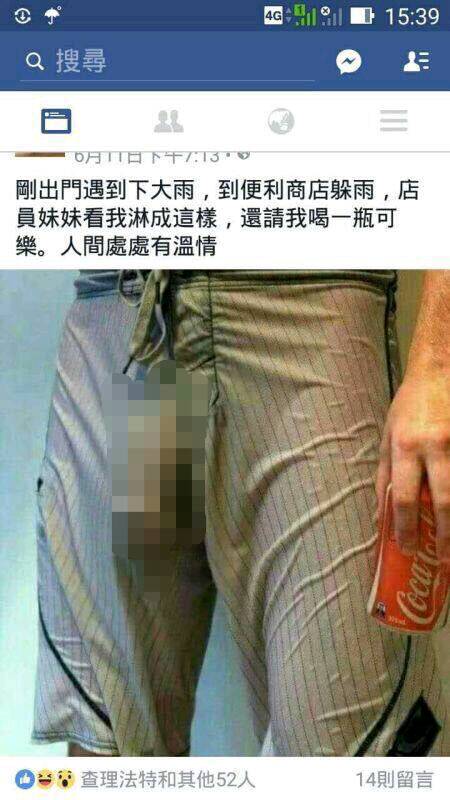 4G 1 15:39
搜尋
6月11日下午7:13 ·
剛出門遇到下大雨，到便利商店躲雨，店
員妹妹看我淋成這樣，還請我喝一瓶可
樂。人間處處有溫情
Coca-Cola
查理法特和其他52人
14則留言